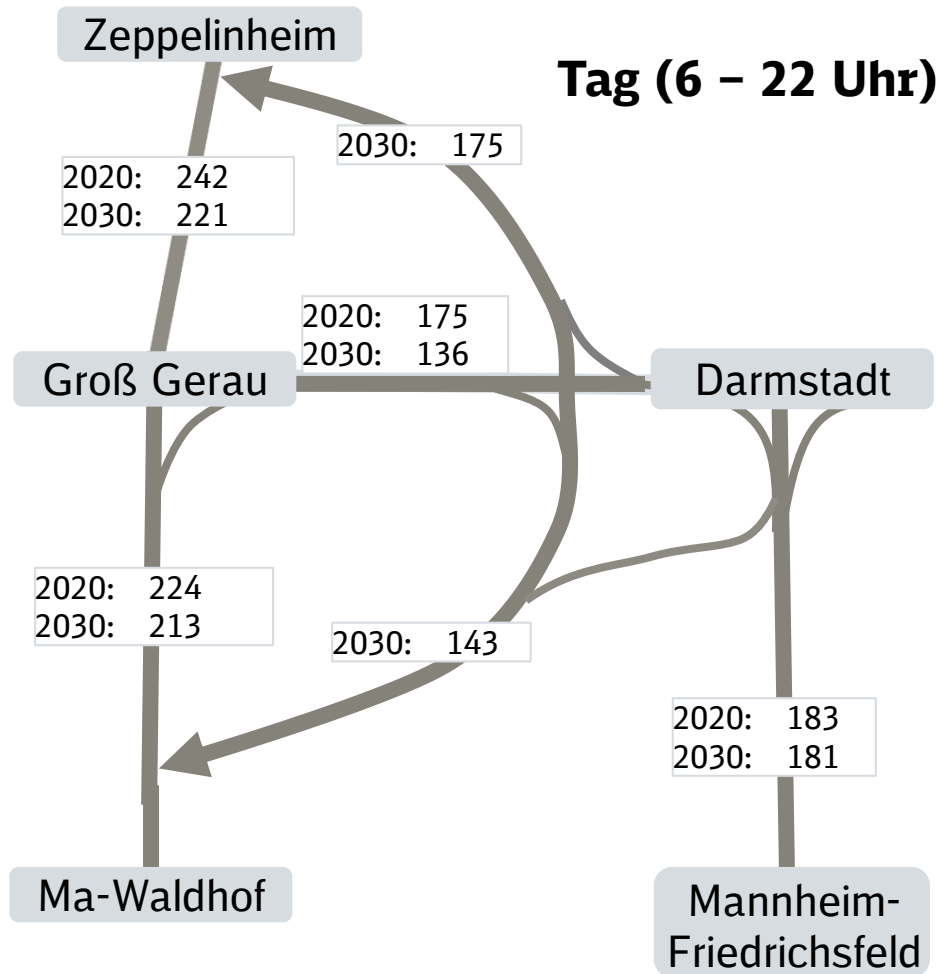 Zeppelinheim
Tag (6 – 22 Uhr)
2030: 175
2020: 242
2030: 221
2020: 175
2030: 136
Groß Gerau
Darmstadt
2020: 224
2030: 213
2030: 143
2020: 183
2030: 181
Ma-Waldhof
Mannheim-
Friedrichsfeld